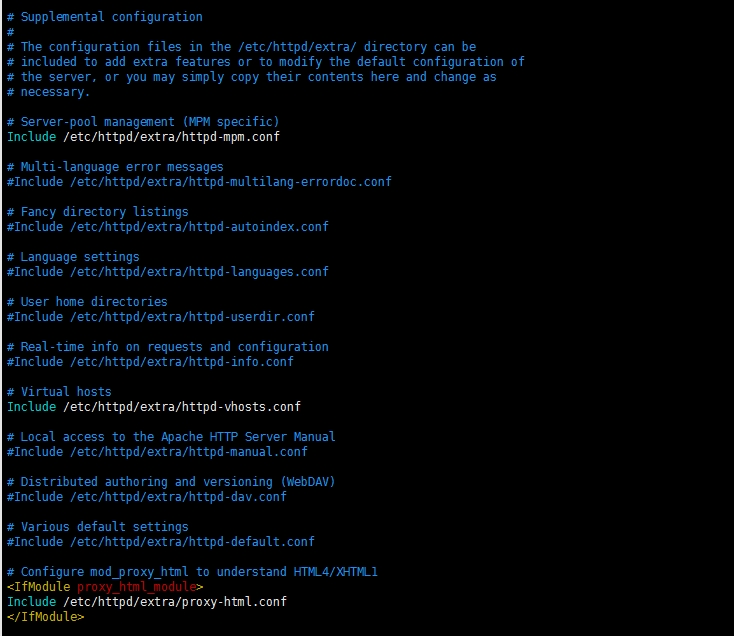 # Supplemental configuration
#
# The configuration files in the /etc/httpd/extra/ directory can be
# included to add extra features or to modify the default configuration of
# the server, or you may simply copy their contents here and change as
# necessary.
# Server-pool management (MPM specific)
Include /etc/httpd/extra/httpd-mpm.conf
# Multi-language error messages
#Include /etc/httpd/extra/httpd-multilang-errordoc.conf
# Fancy directory listings
#Include /etc/httpd/extra/httpd-autoindex.conf
# Language settings
#Include /etc/httpd/extra/httpd-languages.conf
# User home directories
#Include /etc/httpd/extra/httpd-userdir.conf
# Real-time info on requests and configuration
#Include /etc/httpd/extra/httpd-info.conf
# Virtual hosts
Include /etc/httpd/extra/httpd-vhosts.conf
# Local access to the Apache HTTP Server Manual
#Include /etc/httpd/extra/httpd-manual.conf
# Distributed authoring and versioning (WebDAV)
#Include /etc/httpd/extra/httpd-dav.conf
# Various default settings
#Include /etc/httpd/extra/httpd-default.conf
# Configure mod_proxy_html to understand HTML4/XHTML1
<IfModule proxy_html_module>
Include /etc/httpd/extra/proxy-html.conf
</IfModule>